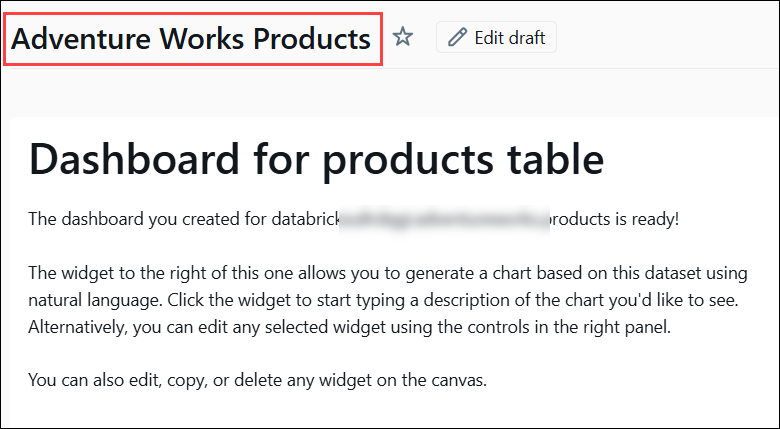 Adventure Works Products
Edit draft
Dashboard for products table
The dashboard you created for databrick products is ready!
The widget to the right of this one allows you to generate a chart based on this dataset using
natural language. Click the widget to start typing a description of the chart you'd like to see.
Alternatively, you can edit any selected widget using the controls in the right panel.
You can also edit, copy, or delete any widget on the canvas.